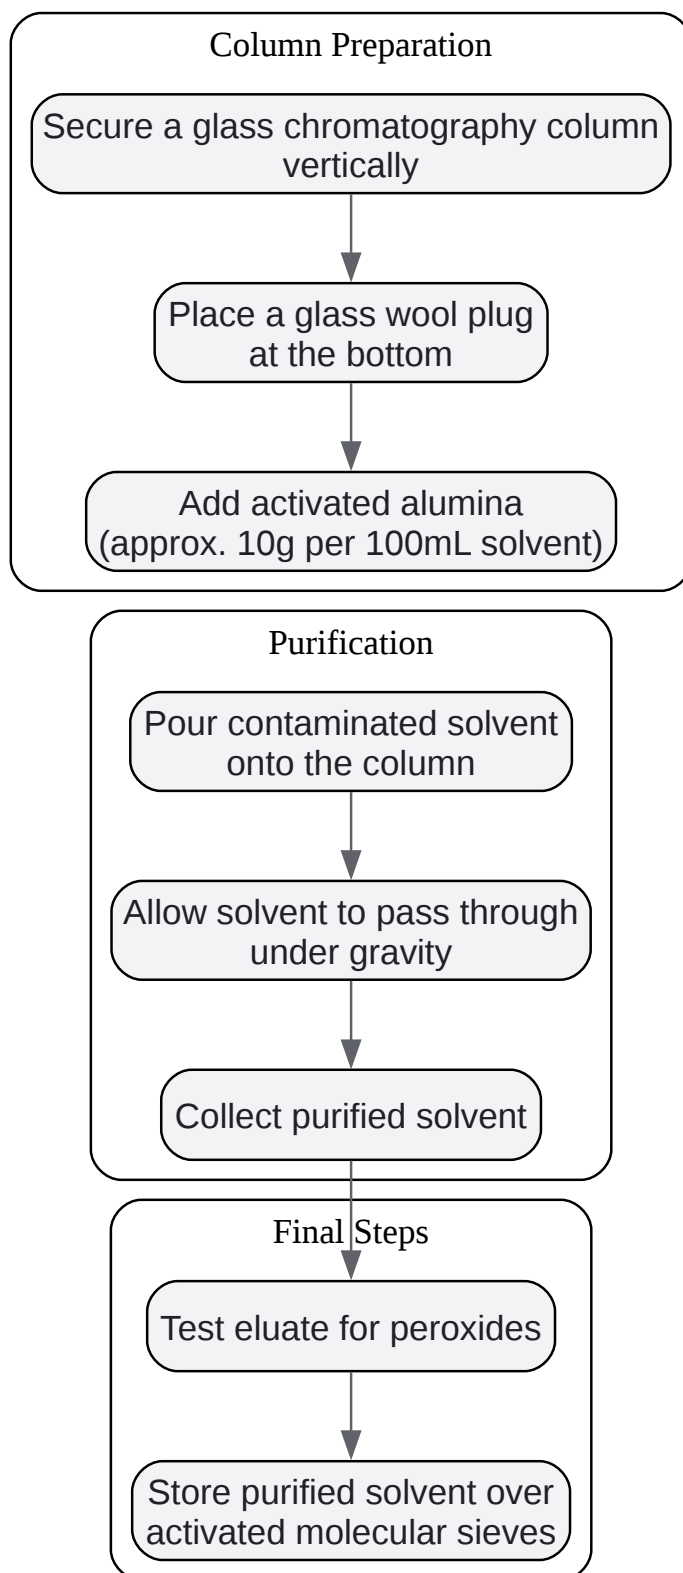 Column Preparation
Secure a glass chromatography column
vertically
Place a glass wool plug
at the bottom
Add activated alumina
(approx. 10g per 100mL solvent)
Purification
Pour contaminated solvent
onto the column
Allow solvent to pass through
under gravity
Collect purified solvent
Final Steps
Test eluate for peroxides
Store purified solvent over
activated molecular sieves